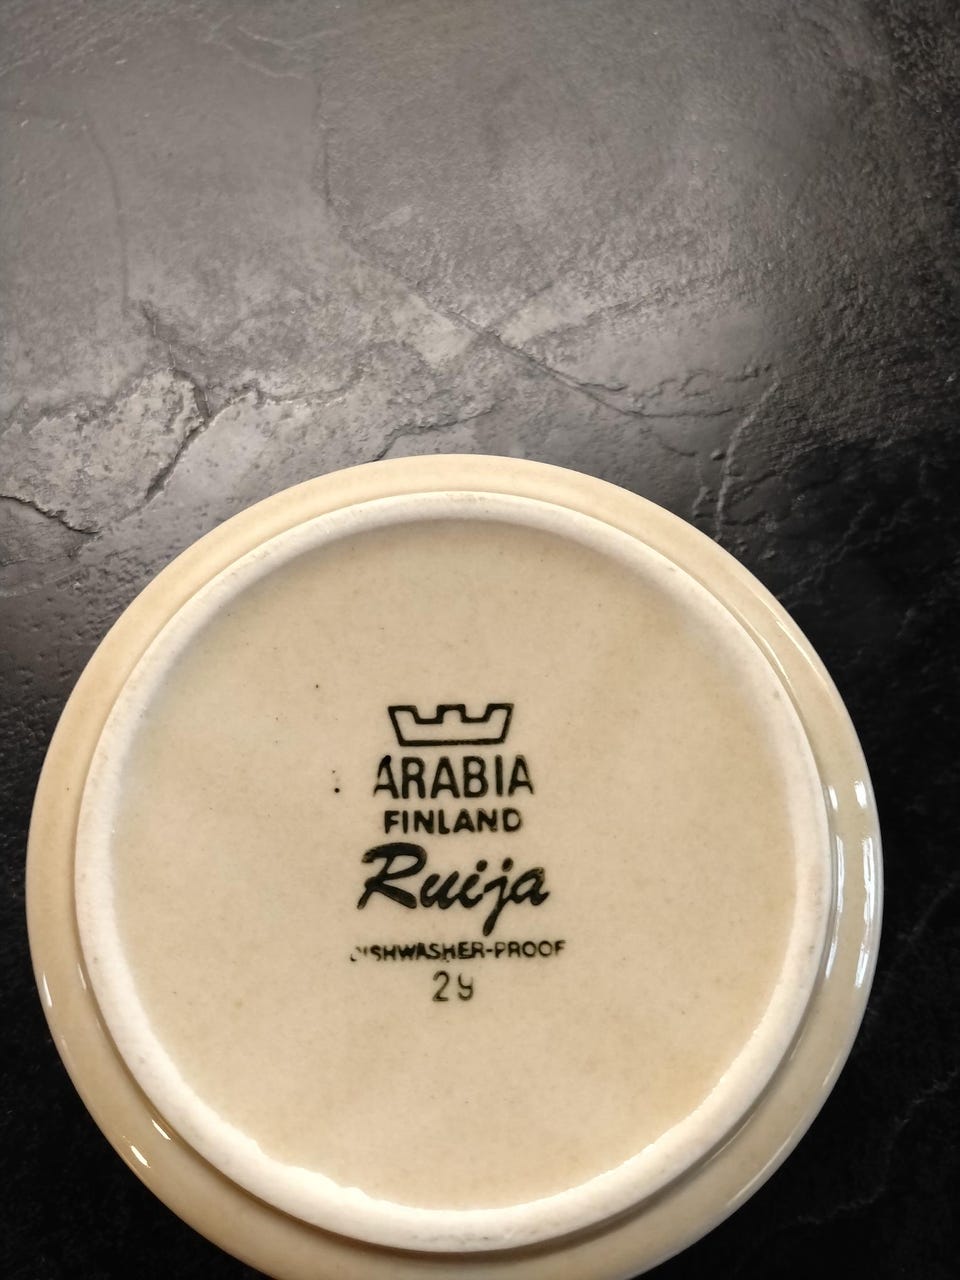 ARABIA
FINLAND
Ruija
DISHWASHER-PROOF
29